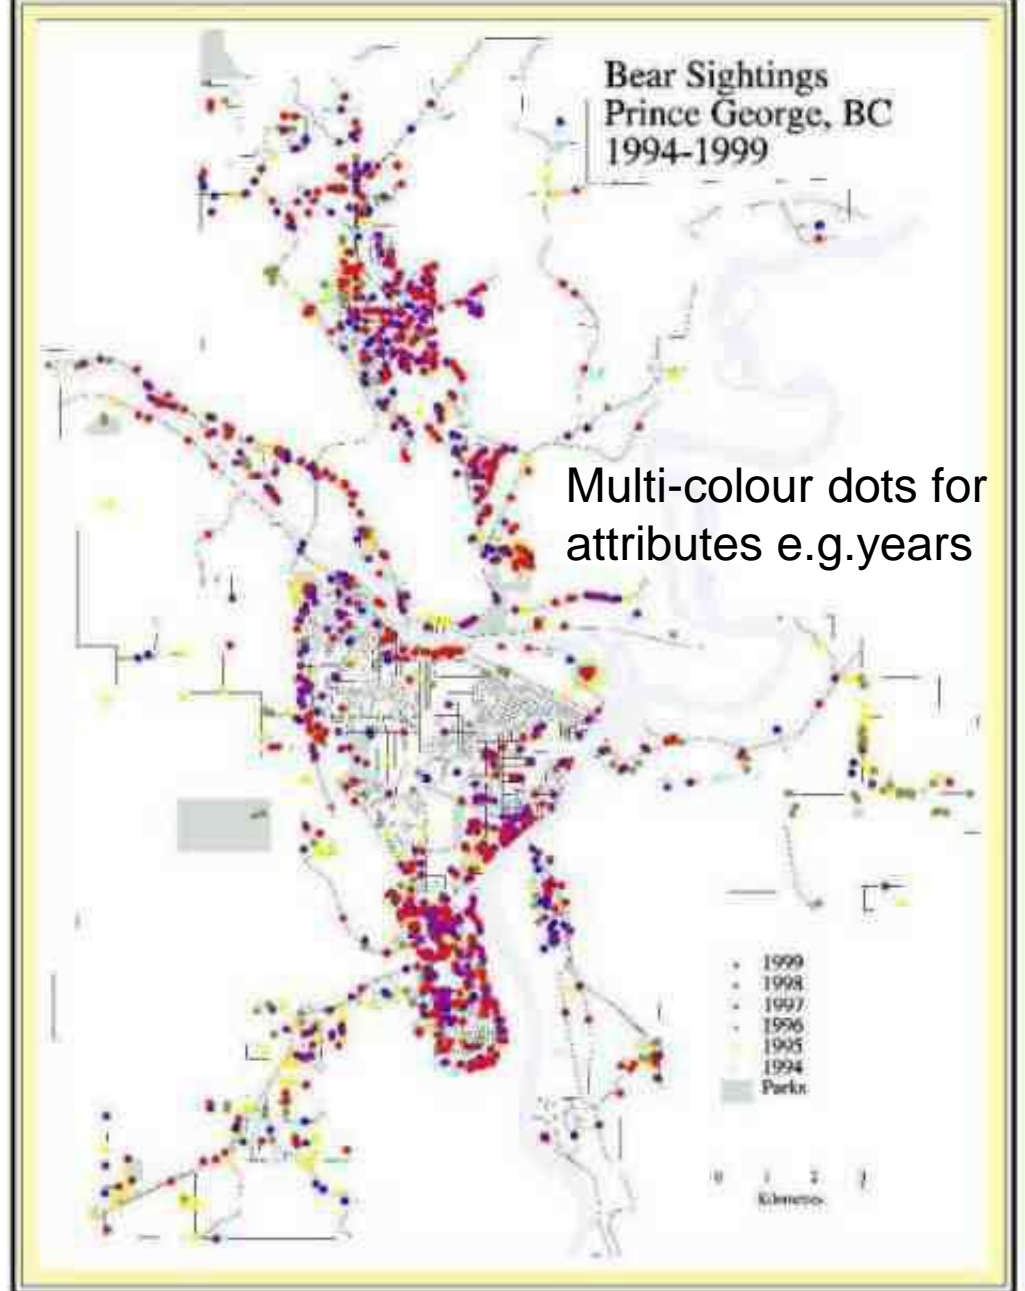 Bear Sightings
Prince George, BC
1994-1999
Multi-colour dots for
attributes e.g.years
1999
1998
1997
1996
1995
1994
Parks
0 1 2 3
Kilometres